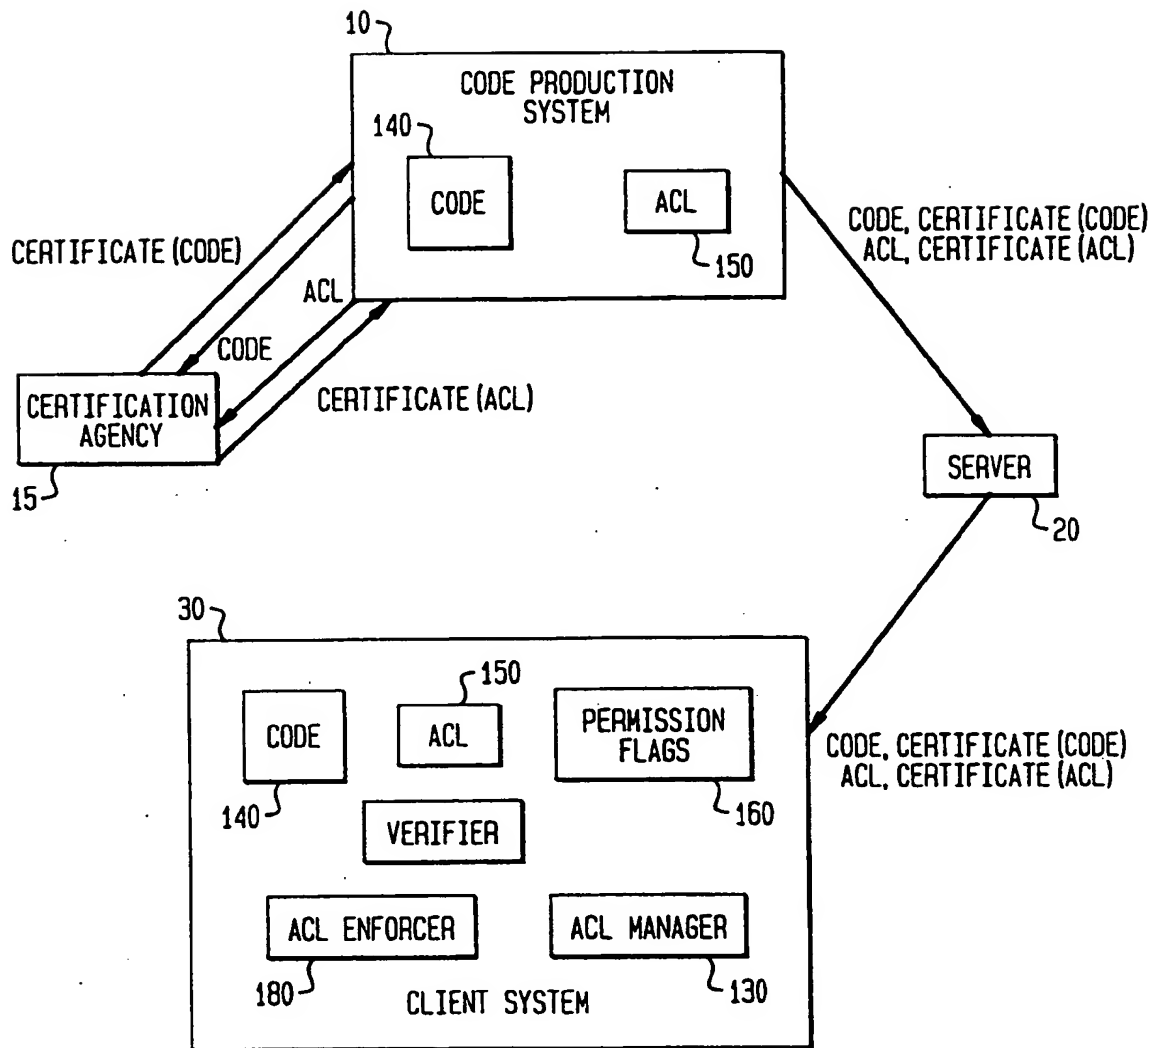 10
CODE PRODUCTION
SYSTEM
140
CODE
ACL
150
CERTIFICATE (CODE)
ACL
CODE
CERTIFICATE (ACL)
CODE, CERTIFICATE (CODE)
ACL, CERTIFICATE (ACL)
CERTIFICATION
AGENCY
15
SERVER
20
30
150
CODE
ACL
PERMISSION
FLAGS
140
160
VERIFIER
CODE, CERTIFICATE (CODE)
ACL, CERTIFICATE (ACL)
ACL ENFORCER
ACL MANAGER
180
130
CLIENT SYSTEM